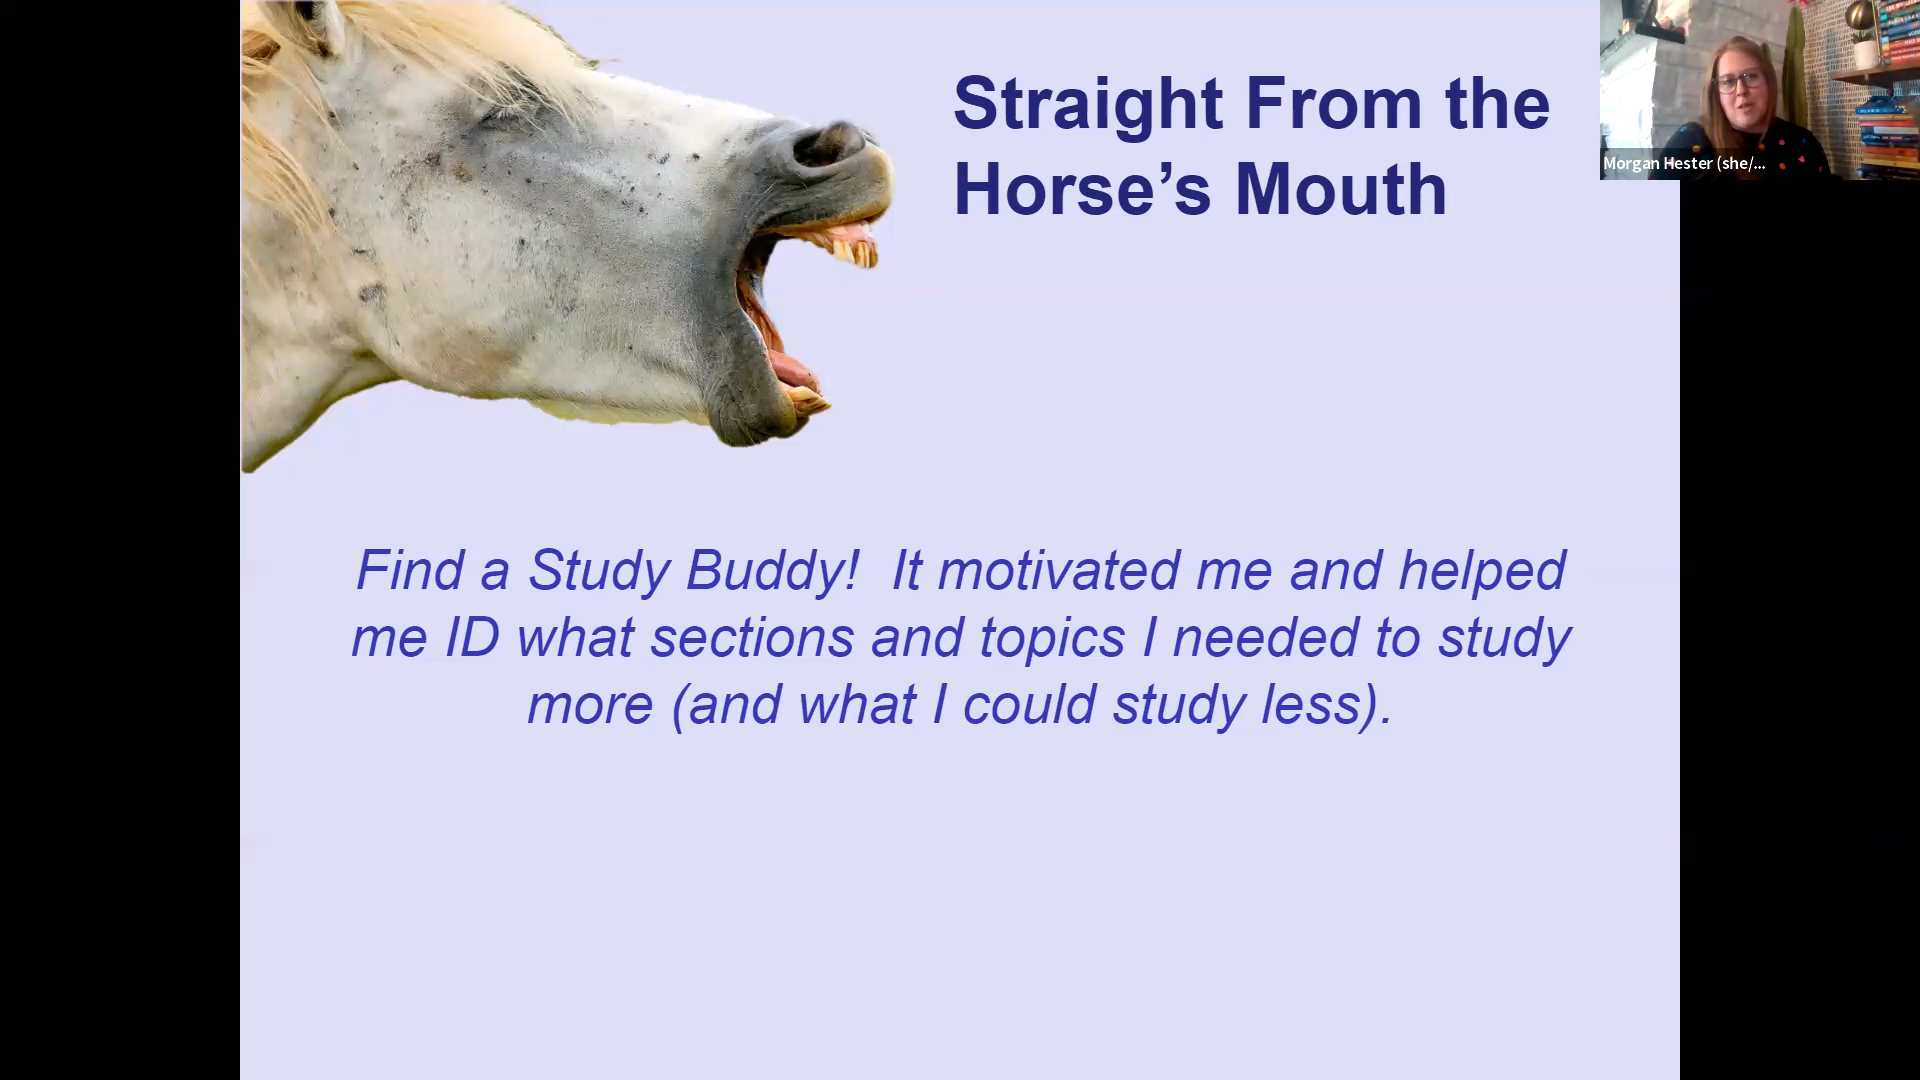 Straight From the
Horse’s Mouth
Morgan Hester (she/...
Find a Study Buddy!  It motivated me and helped
me ID what sections and topics I needed to study
more (and what I could study less).